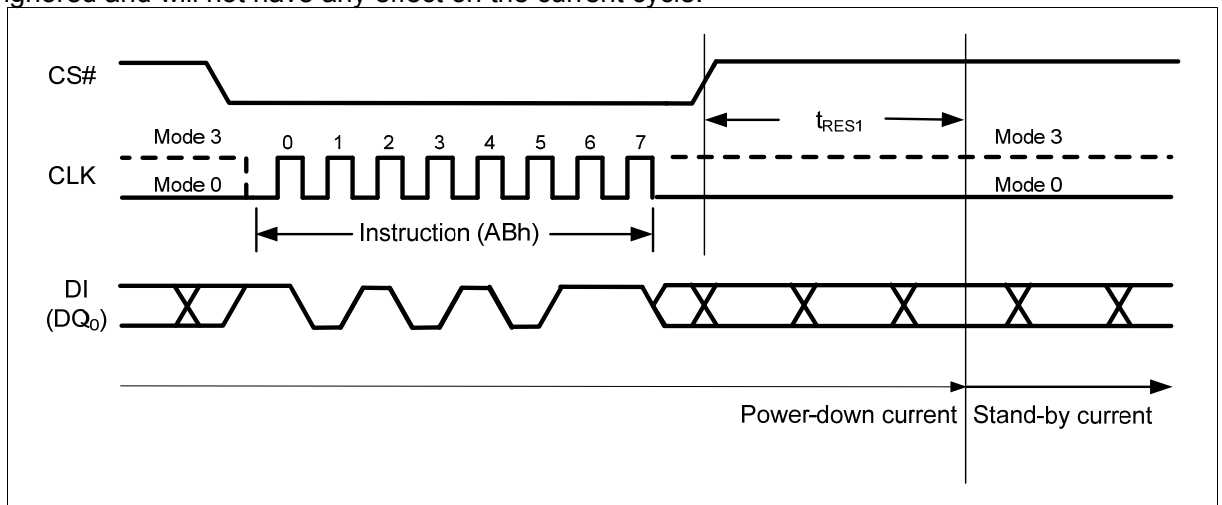 ignored and will not have any effect on the current cycle.
CS#
tRES1
Mode 3
0 1 2 3 4 5 6 7
Mode 3
CLK
Mode 0
Mode 0
Instruction (ABh)
DI
(DQ0)
Power-down current
Stand-by current